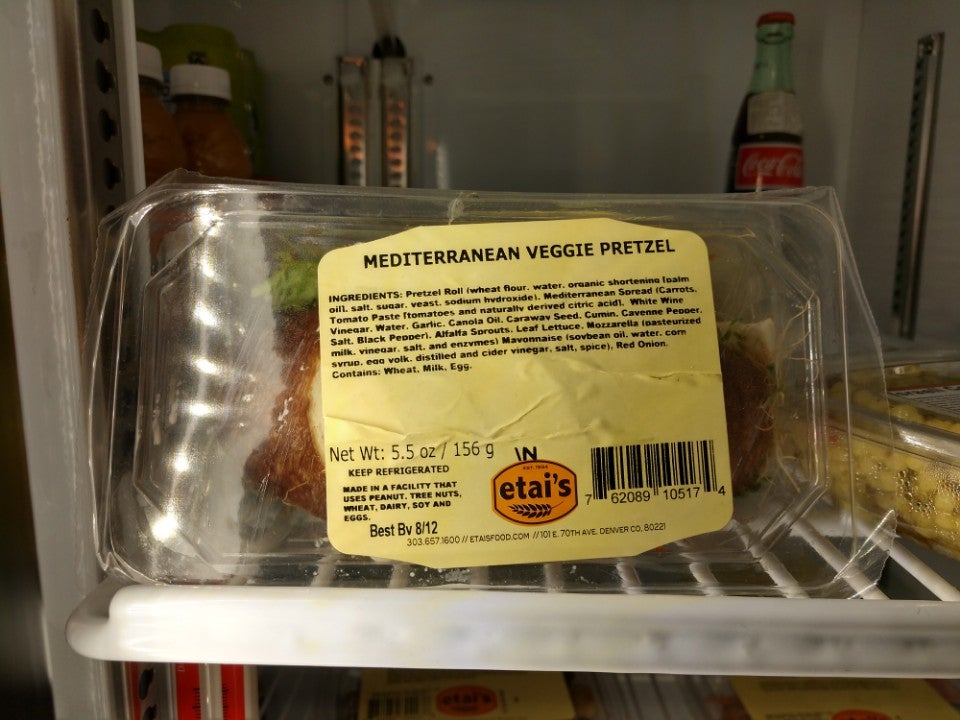 Coca-Cola
MEDITERRANEAN VEGGIE PRETZEL
INGREDIENTS: Pretzel Roll (wheat flour, water, organic shortening [palm
oil], salt, sugar, yeast, sodium hydroxide), Mediterranean Spread (Carrots,
Tomato Paste [tomatoes and naturally derived citric acid], White Wine
Vinegar, Water, Garlic, Canola Oil, Caraway Seed, Cumin, Cayenne Pepper,
Salt, Black Pepper), Alfalfa Sprouts, Leaf Lettuce, Mozzarella (pasteurized
milk, vinegar, salt, and enzymes) Mayonnaise (soybean oil, water, corn
syrup, egg yolk, distilled and cider vinegar, salt, spice), Red Onion.
Contains: Wheat, Milk, Egg.
Net Wt: 5.5 oz / 156 g
IN
KEEP REFRIGERATED
MADE IN A FACILITY THAT
USES PEANUT, TREE NUTS,
WHEAT, DAIRY, SOY AND
EGGS.
Best By 8/12
etai's
7 62089 10517 4
303.657.1600 // ETAISFOOD.COM // 101 E. 70TH AVE. DENVER CO, 80221
etai's